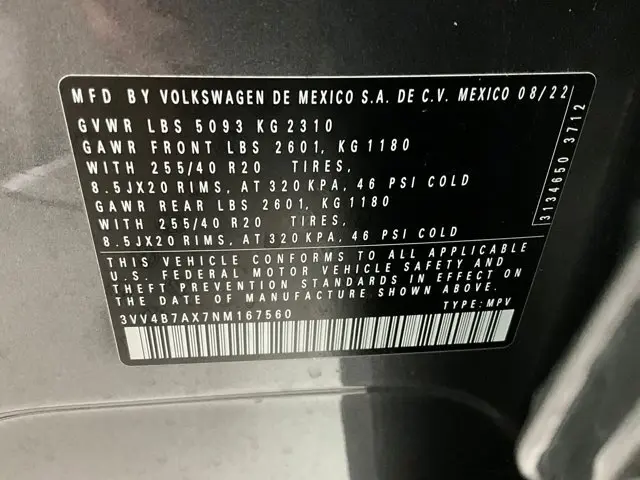 MFD BY VOLKSWAGEN DE MEXICO S.A. DE C.V. MEXICO 08/22
GVWR LBS 5093 KG 2310
GAWR FRONT LBS 2601, KG 1180
WITH 255/40 R20 TIRES,
8.5JX20 RIMS, AT 320 KPA, 46 PSI COLD
GAWR REAR LBS 2601, KG 1180
WITH 255/40 R20 TIRES,
8.5JX20 RIMS, AT 320 KPA, 46 PSI COLD
3134650 3712
THIS VEHICLE CONFORMS TO ALL APPLICABLE
U.S. FEDERAL MOTOR VEHICLE SAFETY AND
THEFT PREVENTION STANDARDS IN EFFECT ON
THE DATE OF MANUFACTURE SHOWN ABOVE.
3VV4B7AX7NM167560 TYPE: MPV